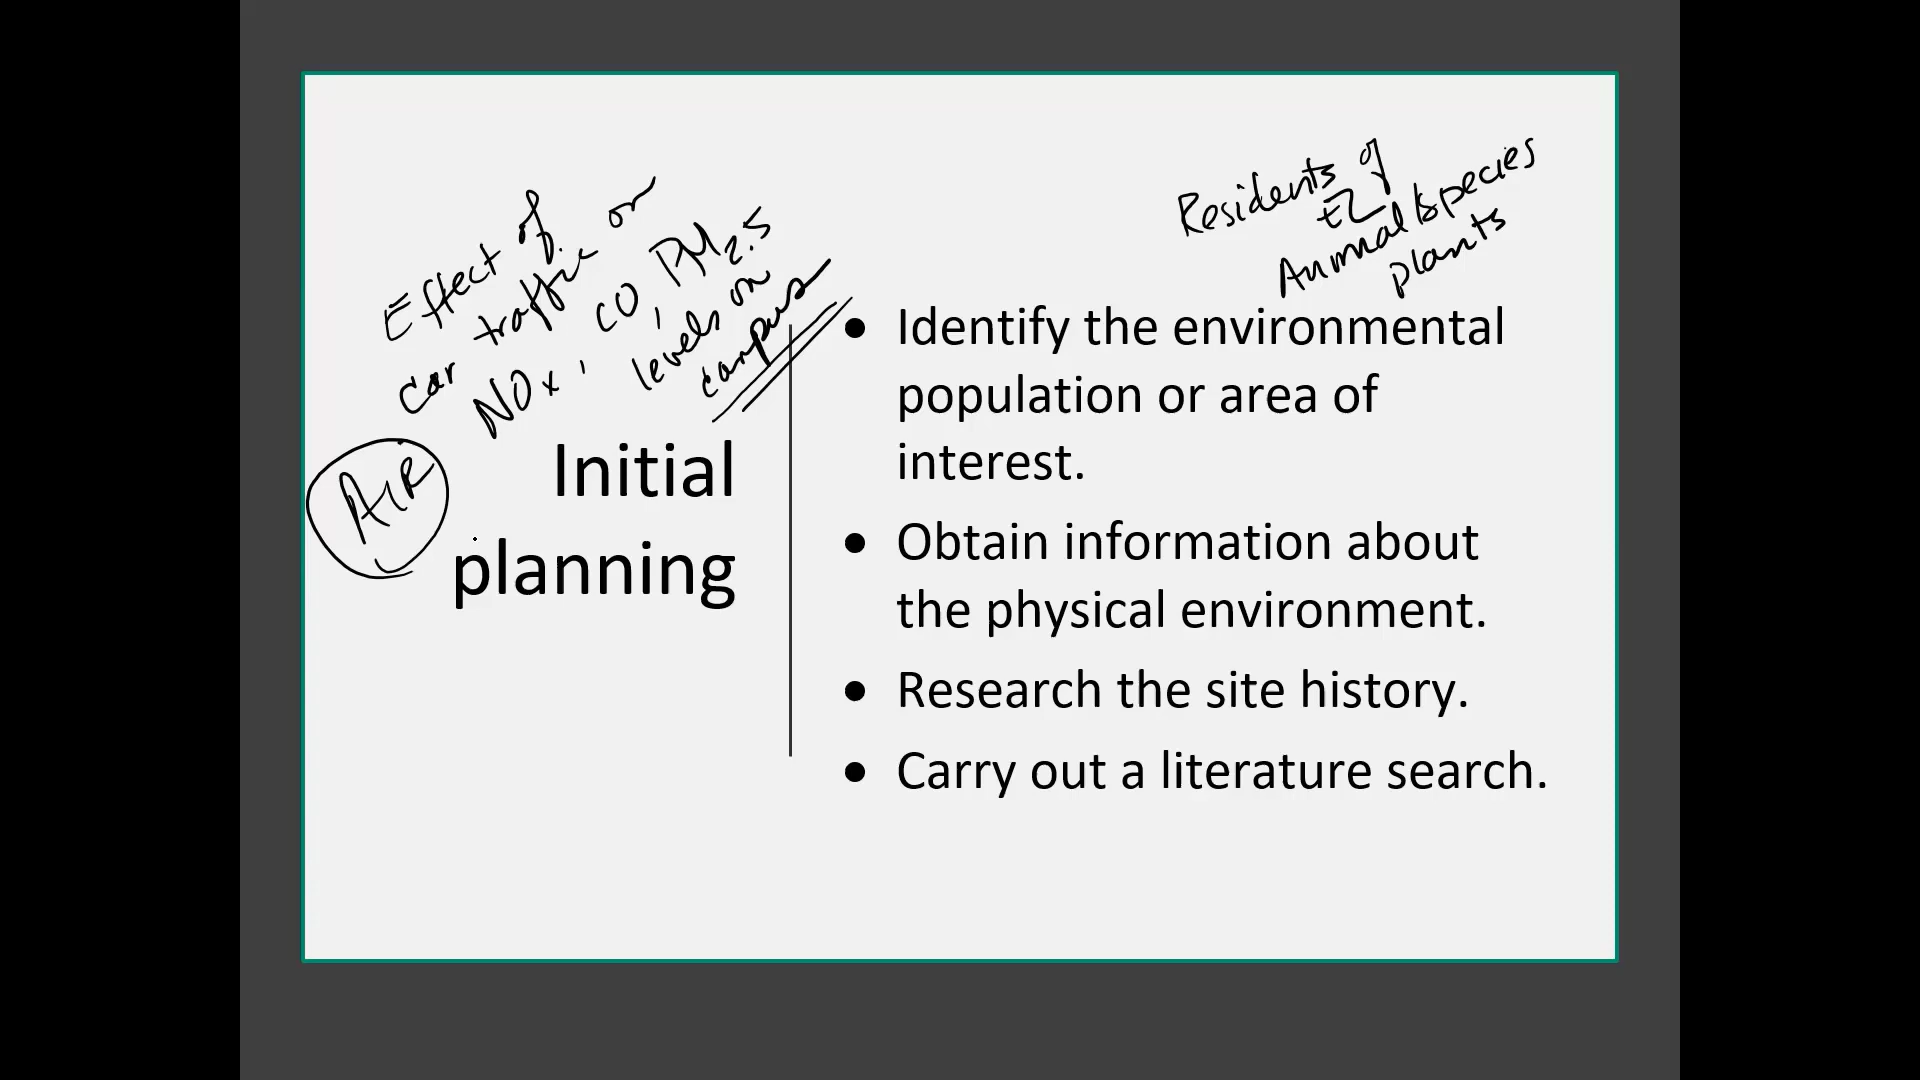 Effect of
car traffic on
NOx, CO, PM2.5
levels on
campus
AIR
Initial
planning
Residents of
Animal species
plants
• Identify the environmental
population or area of
interest.
• Obtain information about
the physical environment.
• Research the site history.
• Carry out a literature search.